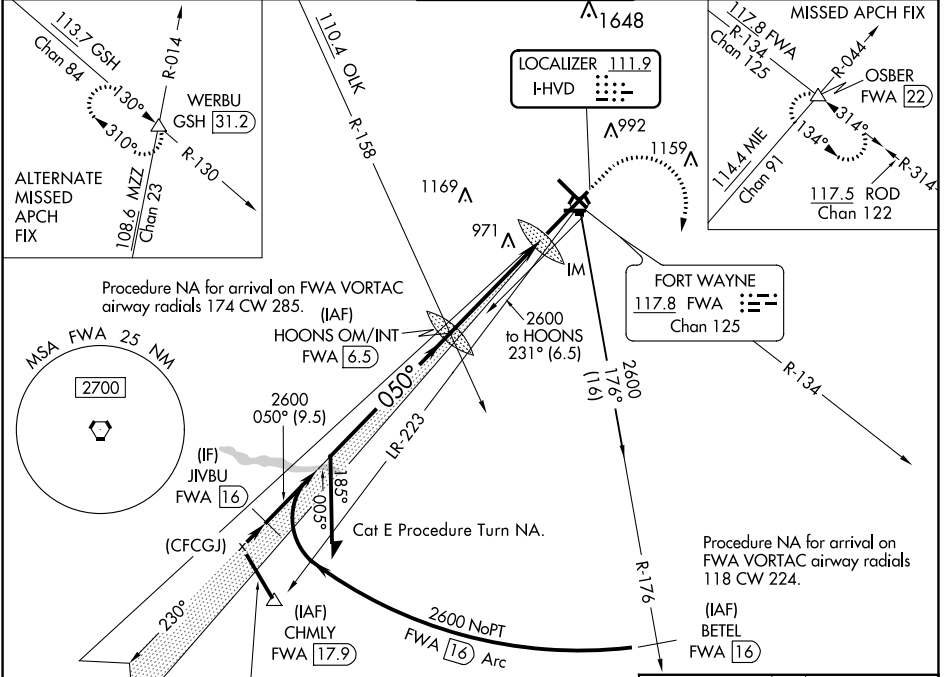 113.7 GSH
Chan 84
R-014
130°
310°
WERBU
GSH 31.2
R-130
108.6 MZZ
Chan 23
ALTERNATE
MISSED
APCH
FIX
110.4 OLK
R-158
1648
LOCALIZER 111.9
I-HVD
992
1159
1169
971
IM
MISSED APCH FIX
117.8 FWA
R-134
Chan 125
R-044
OSBER
FWA 22
314°
134°
R-314
114.4 MIE
Chan 91
117.5 ROD
Chan 122
Procedure NA for arrival on FWA VORTAC
airway radials 174 CW 285.
(IAF)
HOONS OM/INT
FWA 6.5
2600
to HOONS
231° (6.5)
FORT WAYNE
117.8 FWA
Chan 125
R-134
2600
176°
(16)
R-176
MSA FWA 25 NM
2700
2600
050° (9.5)
050°
LR-223
(IF)
JIVBU
FWA 16
185°
005°
Cat E Procedure Turn NA.
(CFCGJ)
230°
(IAF)
CHMLY
FWA 17.9
2600 NoPT
FWA 16 Arc
Procedure NA for arrival on
FWA VORTAC airway radials
118 CW 224.
(IAF)
BETEL
FWA 16